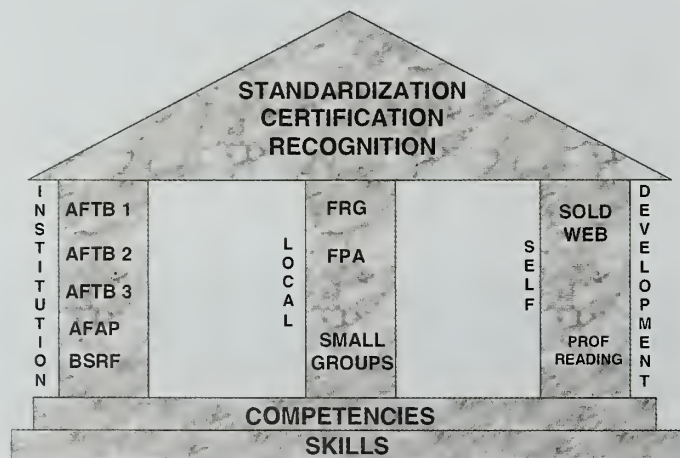 STANDARDIZATION
CERTIFICATION
RECOGNITION
INSTITUTION
AFTB 1
AFTB 2
AFTB 3
AFAP
BSRF
LOCAL
FRG
FPA
SMALL
GROUPS
SELF
SOLD
WEB
PROF
READING
DEVELOPMENT
COMPETENCIES
SKILLS